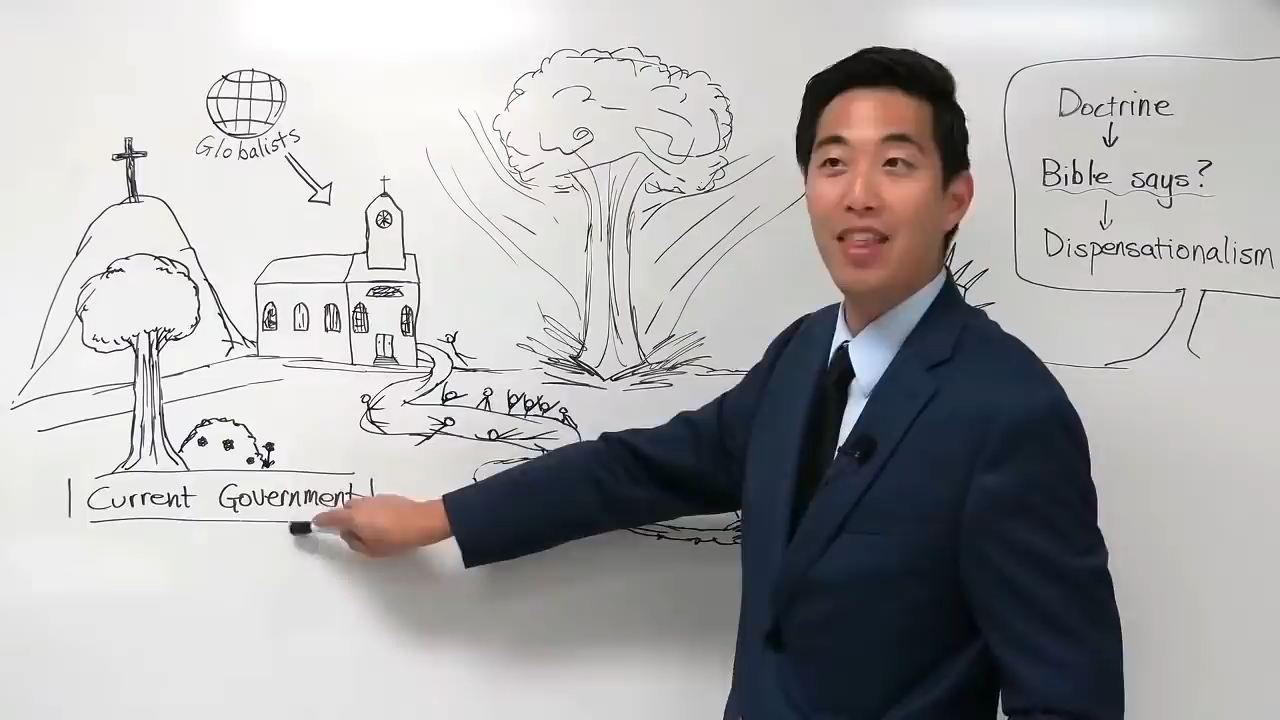 Globalists
Current Government
Doctrine
Bible says?
Dispensationalism